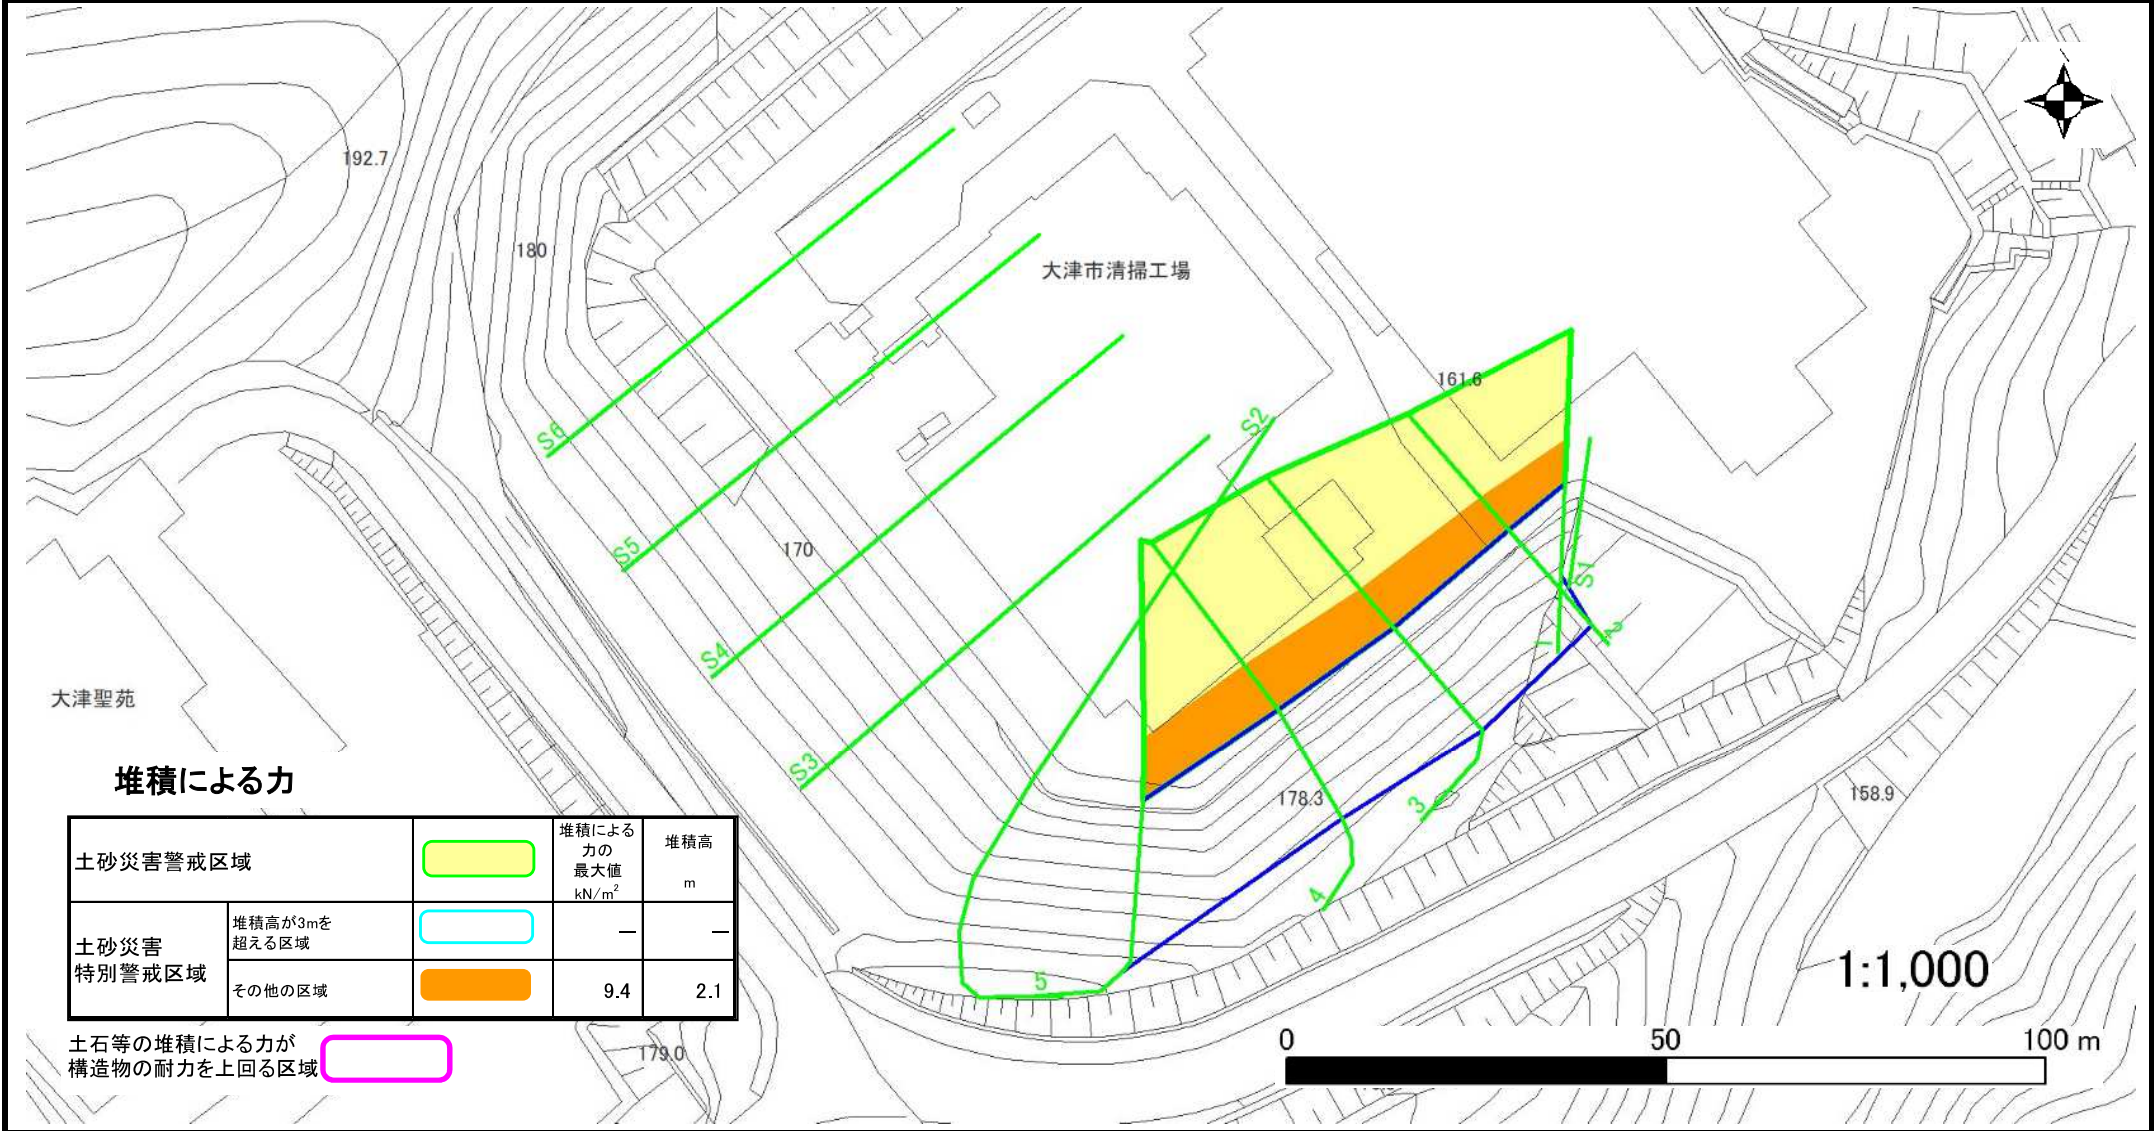 192.7
180
大津市清掃工場
161.6
S6
S2
S5
170
S1
1
2
S4
大津聖苑
S3
178.3
3
158.9
4
5
堆積による力
土砂災害警戒区域
堆積による
力の
最大値
kN/m²
堆積高
m
土砂災害
特別警戒区域
堆積高が3mを
超える区域
—
—
その他の区域
9.4
2.1
土石等の堆積による力が
構造物の耐力を上回る区域
179.0
1:1,000
0
50
100 m